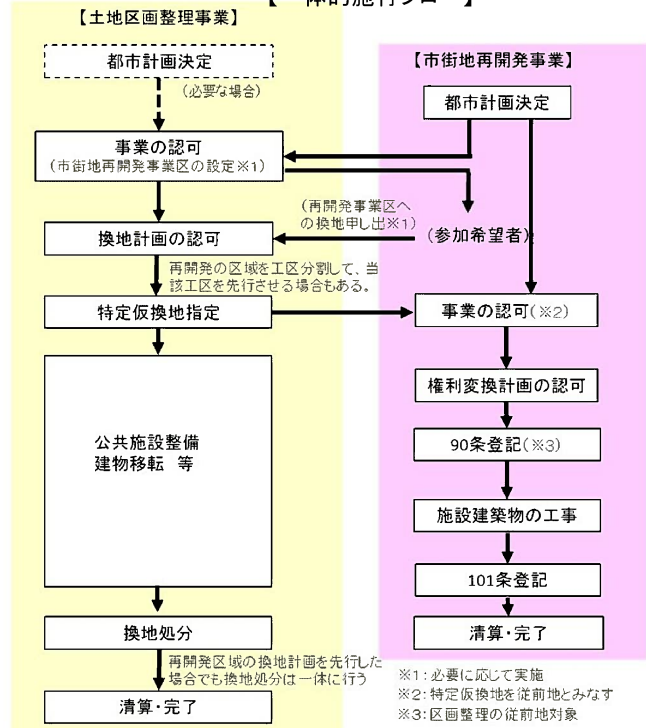 【土地区画整理事業】
都市計画決定
(必要な場合)
事業の認可
(市街地再開発事業区の設定※1)
換地計画の認可
再開発の区域を工区分割して、当
該工区を先行させる場合もある。
特定仮換地指定
公共施設整備
建物移転 等
換地処分
再開発区域の換地計画を先行した
場合でも換地処分は一体に行う
清算・完了
【市街地再開発事業】
都市計画決定
(再開発事業区へ
の換地申し出※1)
(参加希望者)
事業の認可(※2)
権利変換計画の認可
90条登記(※3)
施設建築物の工事
101条登記
清算・完了
※1:必要に応じて実施
※2:特定仮換地を従前地とみなす
※3:区画整理の従前地対象